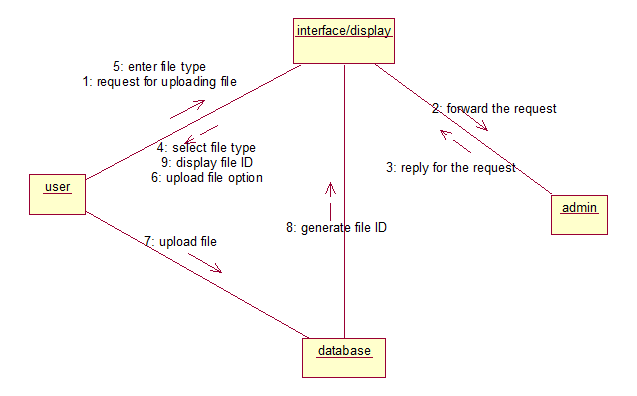 interface/display
5: enter file type
1: request for uploading file
2: forward the request
4: select file type
9: display file ID
6: upload file option
3: reply for the request
user
admin
8: generate file ID
7: upload file
database